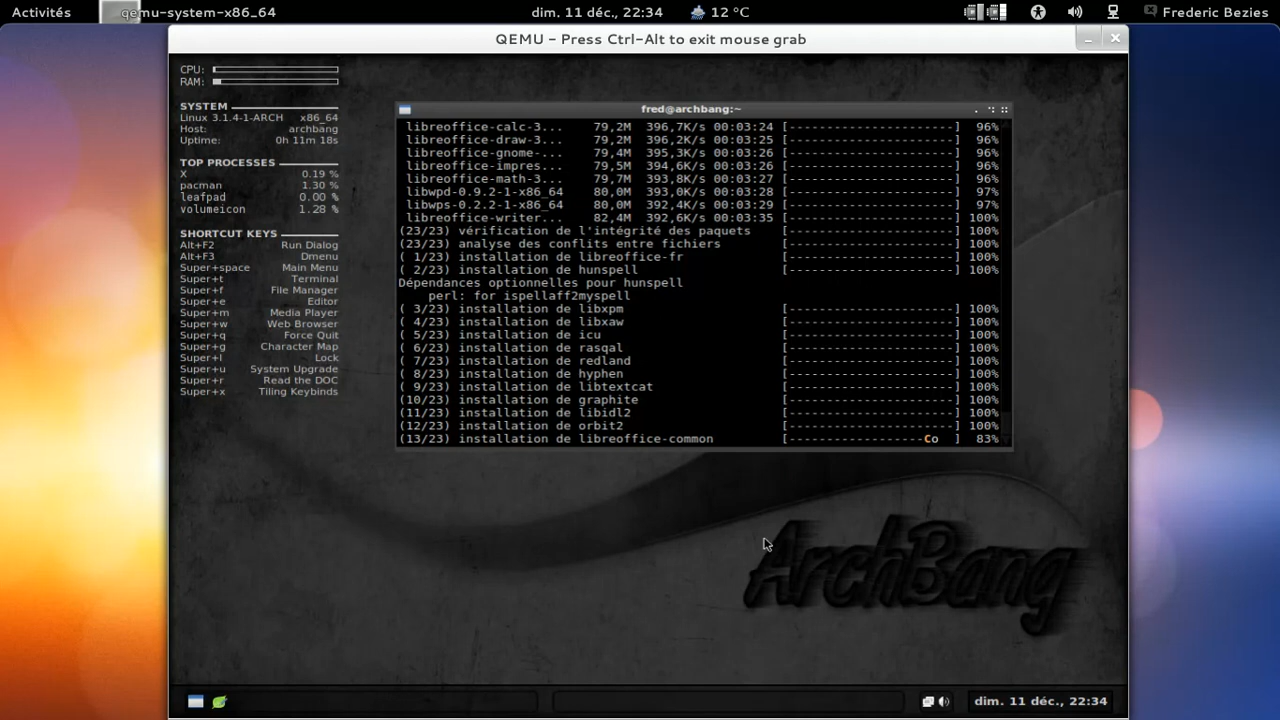 Activités qemu-system-x86_64 dim. 11 déc., 22:34 12 °C Frederic Bezies
QEMU - Press Ctrl-Alt to exit mouse grab
CPU:
RAM:
SYSTEM
Linux 3.1.4-1-ARCH x86_64
Host: archbang
Uptime: 0h 11m 18s
TOP PROCESSES
X 0.19 %
pacman 1.30 %
leafpad 0.00 %
volumeicon 1.28 %
SHORTCUT KEYS
Alt+F2 Run Dialog
Alt+F3 Dmenu
Super+space Main Menu
Super+t Terminal
Super+f File Manager
Super+e Editor
Super+m Media Player
Super+w Web Browser
Super+q Force Quit
Super+g Character Map
Super+l Lock
Super+u System Upgrade
Super+r Read the DOC
Super+x Tiling Keybinds
fred@archbang:~
libreoffice-calc-3... 79,2M 396,7K/s 00:03:24 [----------------------] 96%
libreoffice-draw-3... 79,2M 396,2K/s 00:03:25 [----------------------] 96%
libreoffice-gnome-... 79,4M 395,3K/s 00:03:26 [----------------------] 96%
libreoffice-impres... 79,5M 394,6K/s 00:03:26 [----------------------] 96%
libreoffice-math-3... 79,7M 393,8K/s 00:03:27 [----------------------] 96%
libwpd-0.9.2-1-x86_64 80,0M 393,0K/s 00:03:28 [----------------------] 97%
libwps-0.2.2-1-x86_64 80,0M 392,4K/s 00:03:29 [----------------------] 97%
libreoffice-writer... 82,4M 392,6K/s 00:03:35 [----------------------] 100%
(23/23) vérification de l'intégrité des paquets [----------------------] 100%
(23/23) analyse des conflits entre fichiers [----------------------] 100%
( 1/23) installation de libreoffice-fr [----------------------] 100%
( 2/23) installation de hunspell [----------------------] 100%
Dépendances optionnelles pour hunspell
perl: for ispellaff2myspell
( 3/23) installation de libxpm [----------------------] 100%
( 4/23) installation de libxaw [----------------------] 100%
( 5/23) installation de icu [----------------------] 100%
( 6/23) installation de rasqal [----------------------] 100%
( 7/23) installation de redland [----------------------] 100%
( 8/23) installation de hyphen [----------------------] 100%
( 9/23) installation de libtextcat [----------------------] 100%
(10/23) installation de graphite [----------------------] 100%
(11/23) installation de libidl2 [----------------------] 100%
(12/23) installation de orbit2 [----------------------] 100%
(13/23) installation de libreoffice-common [------------------Co ] 83%
ArchBang
dim. 11 déc., 22:34